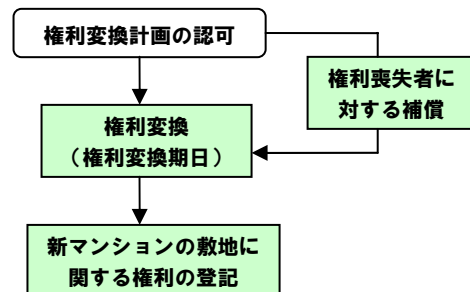 権利変換計画の認可
権利喪失者に
対する補償
権利変換
（権利変換期日）
新マンションの敷地に
関する権利の登記